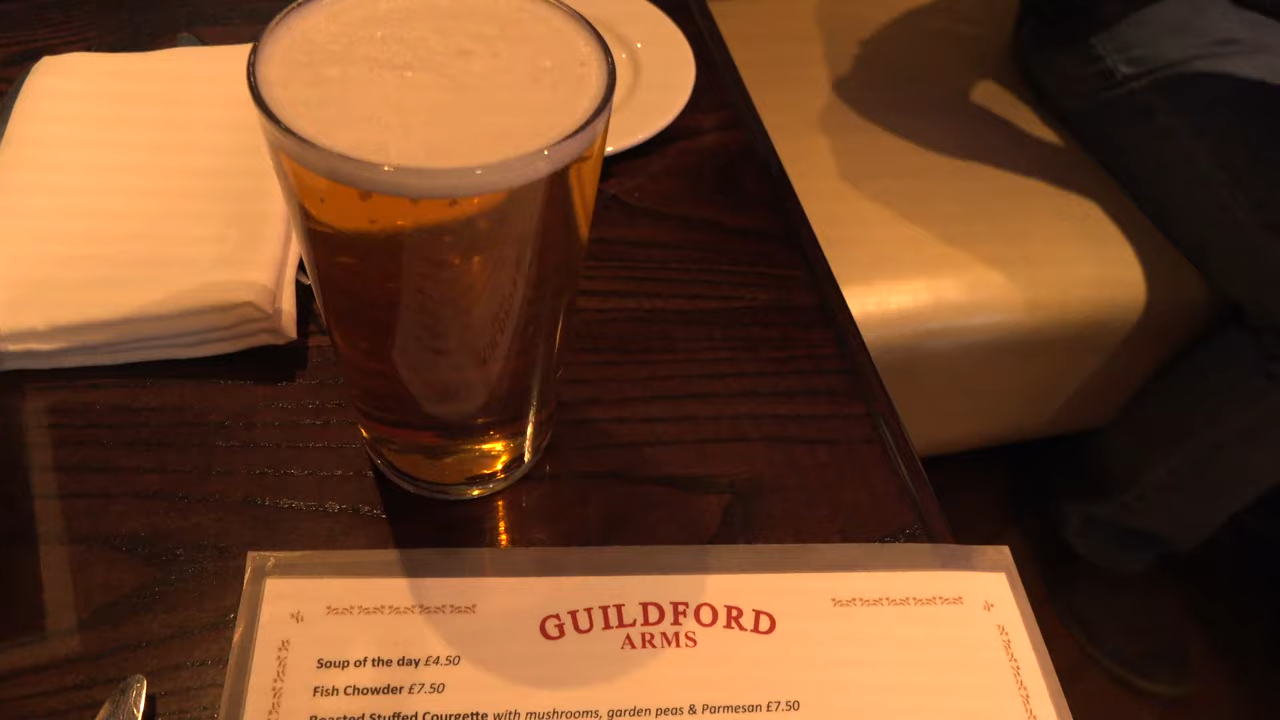 GUILDFORD
ARMS
Soup of the day £4.50
Fish Chowder £7.50
Roasted Stuffed Courgette with mushrooms, garden peas & Parmesan £7.50